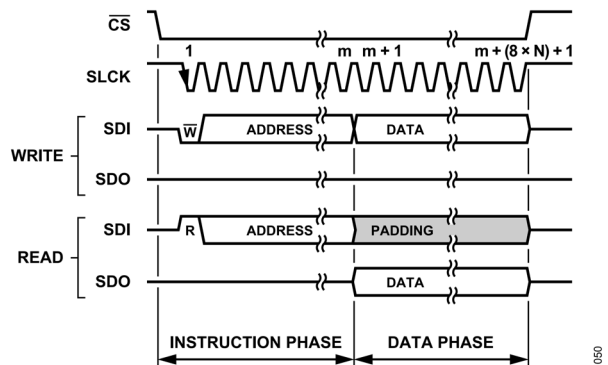 CS
1 m m + 1 m + (8 × N) + 1
SLCK
SDI W ADDRESS DATA
WRITE
SDO
SDI R ADDRESS PADDING
READ
SDO DATA
INSTRUCTION PHASE DATA PHASE
050